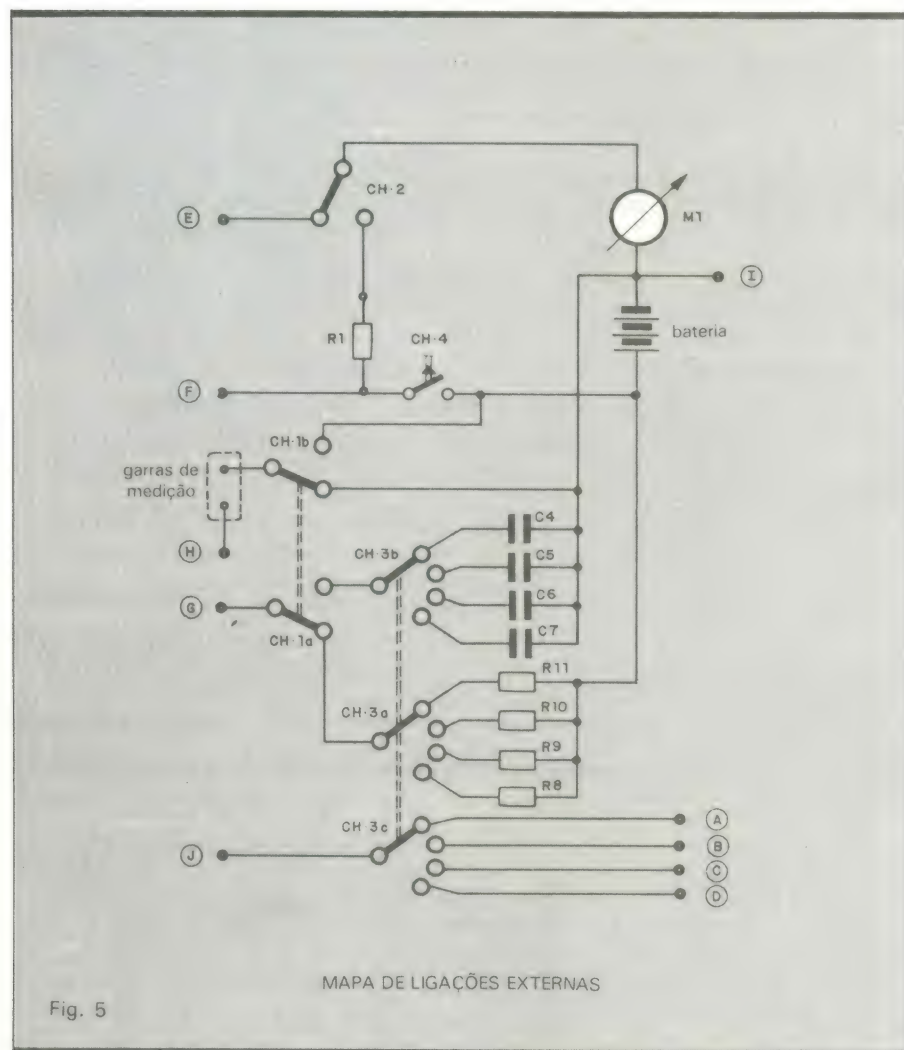 CH-2
E
M1
I
R1
CH-4
bateria
F
CH-1b
garras de
medição
C4
H
CH-3b
C5
G
C6
CH-1a
C7
R11
CH-3a
R10
R9
R8
CH-3c
A
J
B
C
D
MAPA DE LIGAÇÕES EXTERNAS
Fig. 5